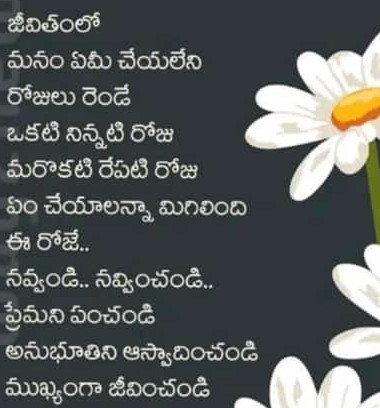 జీవితంలో
మనం ఏమీ చేయలేని
రోజులు రెండే
ఒకటి నిన్నటి రోజు
మరొకటి రేపటి రోజు
ఏం చేయాలన్నా మిగిలింది
ఈ రోజే..
నవ్వండి.. నవ్వించండి..
ప్రేమని పంచండి
అనుభూతిని ఆస్వాదించండి
ముఖ్యంగా జీవించండి